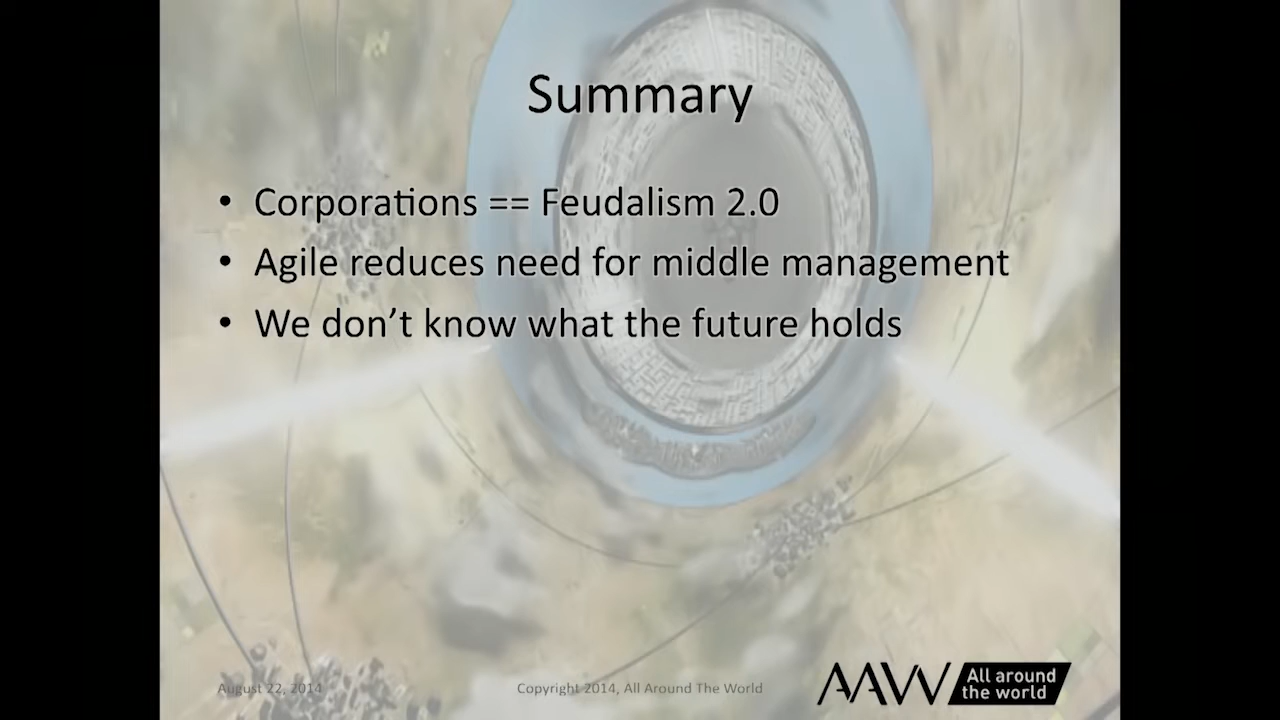 Summary
• Corporations == Feudalism 2.0
• Agile reduces need for middle management
• We don’t know what the future holds
August 22, 2014
Copyright 2014, All Around The World
AAW All around
the world